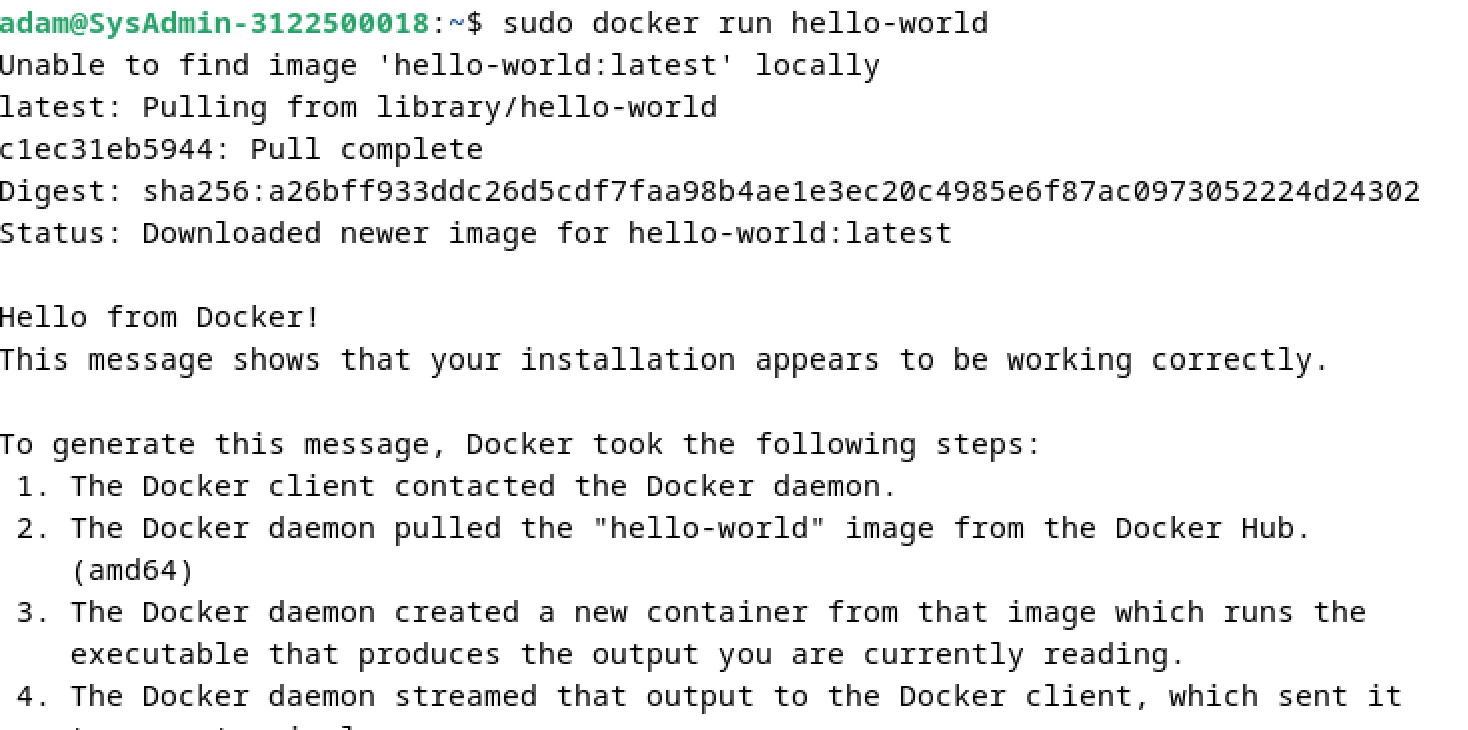 adam@SysAdmin-3122500018:~$ sudo docker run hello-world
Unable to find image 'hello-world:latest' locally
latest: Pulling from library/hello-world
c1ec31eb5944: Pull complete
Digest: sha256:a26bff933ddc26d5cdf7faa98b4ae1e3ec20c4985e6f87ac0973052224d24302
Status: Downloaded newer image for hello-world:latest

Hello from Docker!
This message shows that your installation appears to be working correctly.

To generate this message, Docker took the following steps:
 1. The Docker client contacted the Docker daemon.
 2. The Docker daemon pulled the "hello-world" image from the Docker Hub.
    (amd64)
 3. The Docker daemon created a new container from that image which runs the
    executable that produces the output you are currently reading.
 4. The Docker daemon streamed that output to the Docker client, which sent it